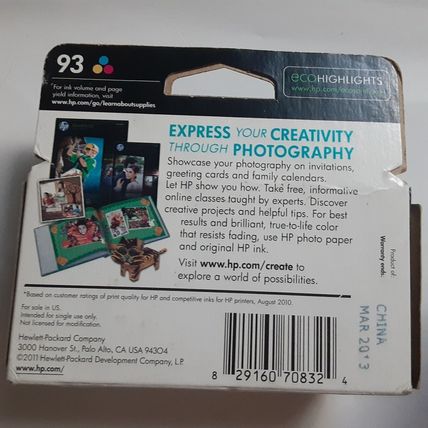 93
*For ink volume and page
yield information, visit
www.hp.com/go/learnaboutsupplies
ecoHIGHLIGHTS
EXPRESS YOUR CREATIVITY
THROUGH PHOTOGRAPHY
Showcase your photography on invitations,
greeting cards and family calendars.
Let HP show you how. Take free, informative
online classes taught by experts. Discover
creative projects and helpful tips. For best
results and brilliant, true-to-life color
that resists fading, use HP photo paper
and original HP ink.
Visit www.hp.com/create to
explore a world of possibilities.
*Based on customer ratings of print quality for HP and competitive inks for HP printers, August 2010
For sale in US.
Intended for single use only.
Not licensed for modification.
Hewlett-Packard Company
3000 Hanover St., Palo Alto, CA USA 94304
©2011 Hewlett-Packard Development Company, L.P.
www.hp.com/
8 29160 70832 4
Product of:
Warranty ends:
CHINA
MAR 2013